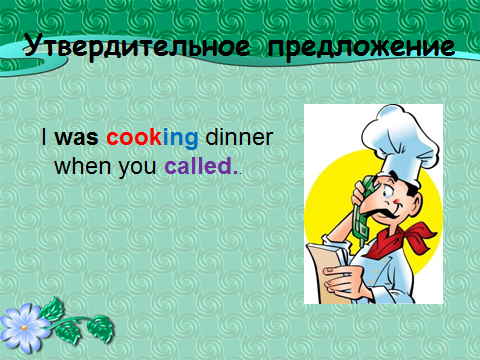 Утвердительное предложение
I was cooking dinner
when you called..